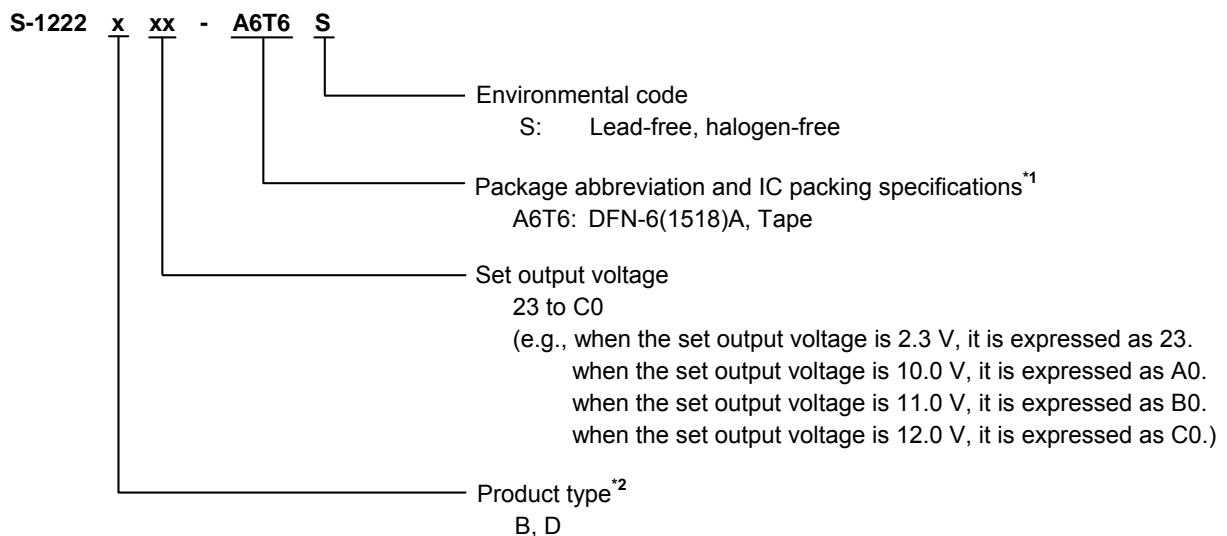 S-1222 x xx - A6T6 S
Environmental code
S: Lead-free, halogen-free
Package abbreviation and IC packing specifications*1
A6T6: DFN-6(1518)A, Tape
Set output voltage
23 to C0
(e.g., when the set output voltage is 2.3 V, it is expressed as 23.
when the set output voltage is 10.0 V, it is expressed as A0.
when the set output voltage is 11.0 V, it is expressed as B0.
when the set output voltage is 12.0 V, it is expressed as C0.)
Product type*2
B, D